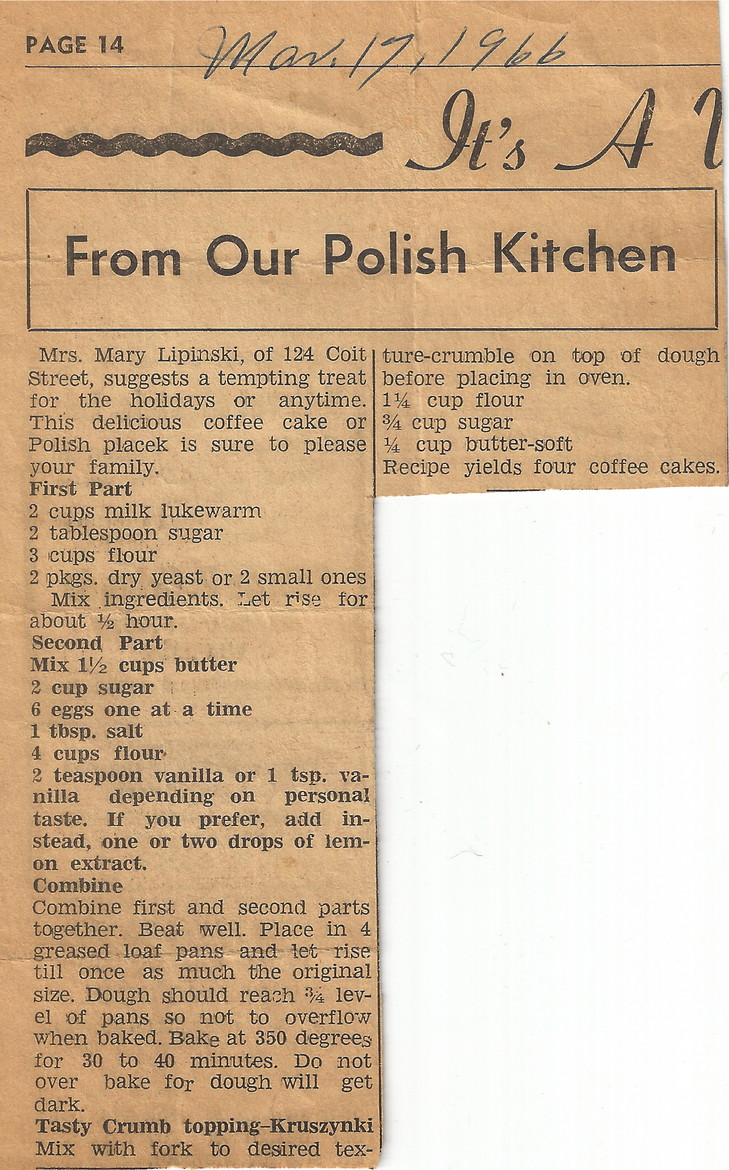 PAGE 14
Mar. 17, 1966
It's A
From Our Polish Kitchen
Mrs. Mary Lipinski, of 124 Coit
Street, suggests a tempting treat
for the holidays or anytime.
This delicious coffee cake or
Polish placek is sure to please
your family.
First Part
2 cups milk lukewarm
2 tablespoon sugar
3 cups flour
2 pkgs. dry yeast or 2 small ones
Mix ingredients. Let rise for
about ½ hour.
Second Part
Mix 1½ cups butter
2 cup sugar
6 eggs one at a time
1 tbsp. salt
4 cups flour
2 teaspoon vanilla or 1 tsp. va-
nilla depending on personal
taste. If you prefer, add in-
stead, one or two drops of lem-
on extract.
Combine
Combine first and second parts
together. Beat well. Place in 4
greased loaf pans and let rise
till once as much the original
size. Dough should reach ¾ lev-
el of pans so not to overflow
when baked. Bake at 350 degrees
for 30 to 40 minutes. Do not
over bake for dough will get
dark.
Tasty Crumb topping-Kruszynki
Mix with fork to desired tex-
ture-crumble on top of dough
before placing in oven.
1¼ cup flour
¾ cup sugar
¼ cup butter-soft
Recipe yields four coffee cakes.